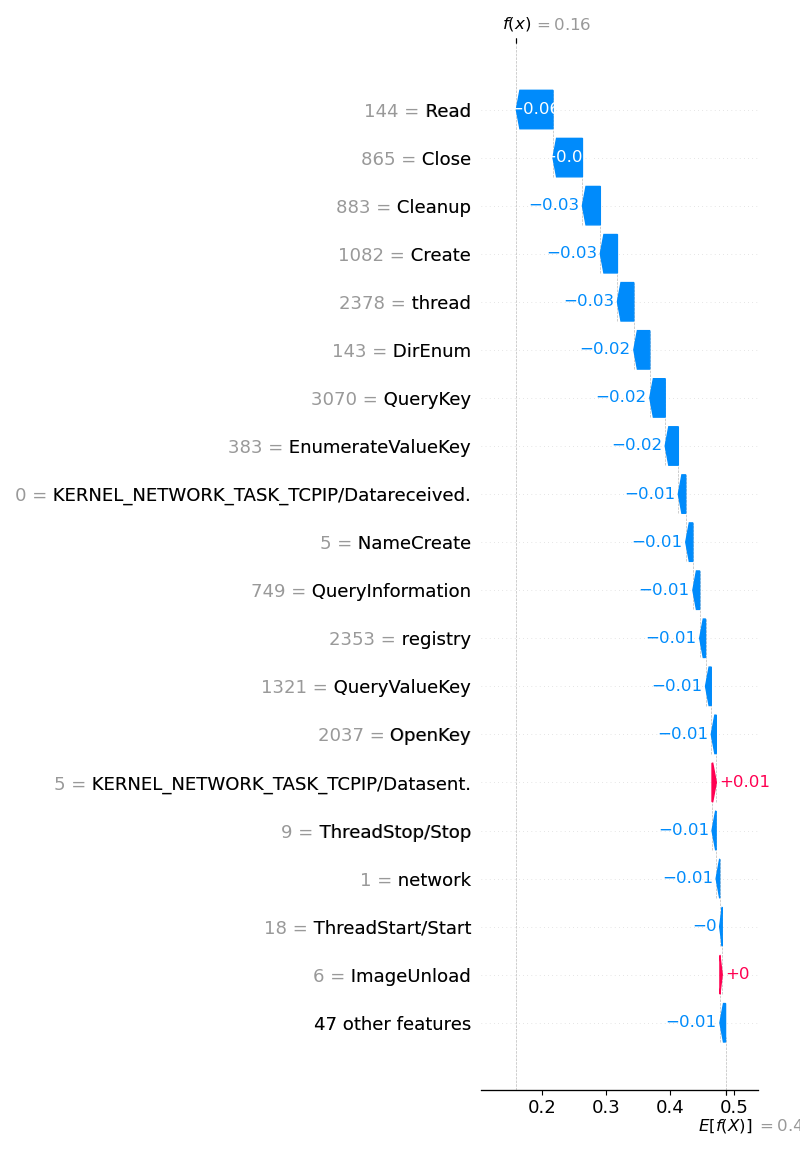 f(x) = 0.16
144 = Read −0.06
865 = Close −0.0
883 = Cleanup −0.03
1082 = Create −0.03
2378 = thread −0.03
143 = DirEnum −0.02
3070 = QueryKey −0.02
383 = EnumerateValueKey −0.02
0 = KERNEL_NETWORK_TASK_TCPIP/Datareceived. −0.01
5 = NameCreate −0.01
749 = QueryInformation −0.01
2353 = registry −0.01
1321 = QueryValueKey −0.01
2037 = OpenKey −0.01
5 = KERNEL_NETWORK_TASK_TCPIP/Datasent. +0.01
9 = ThreadStop/Stop −0.01
1 = network −0.01
18 = ThreadStart/Start −0
6 = ImageUnload +0
47 other features −0.01
0.2 0.3 0.4 0.5
E[f(X)] = 0.4